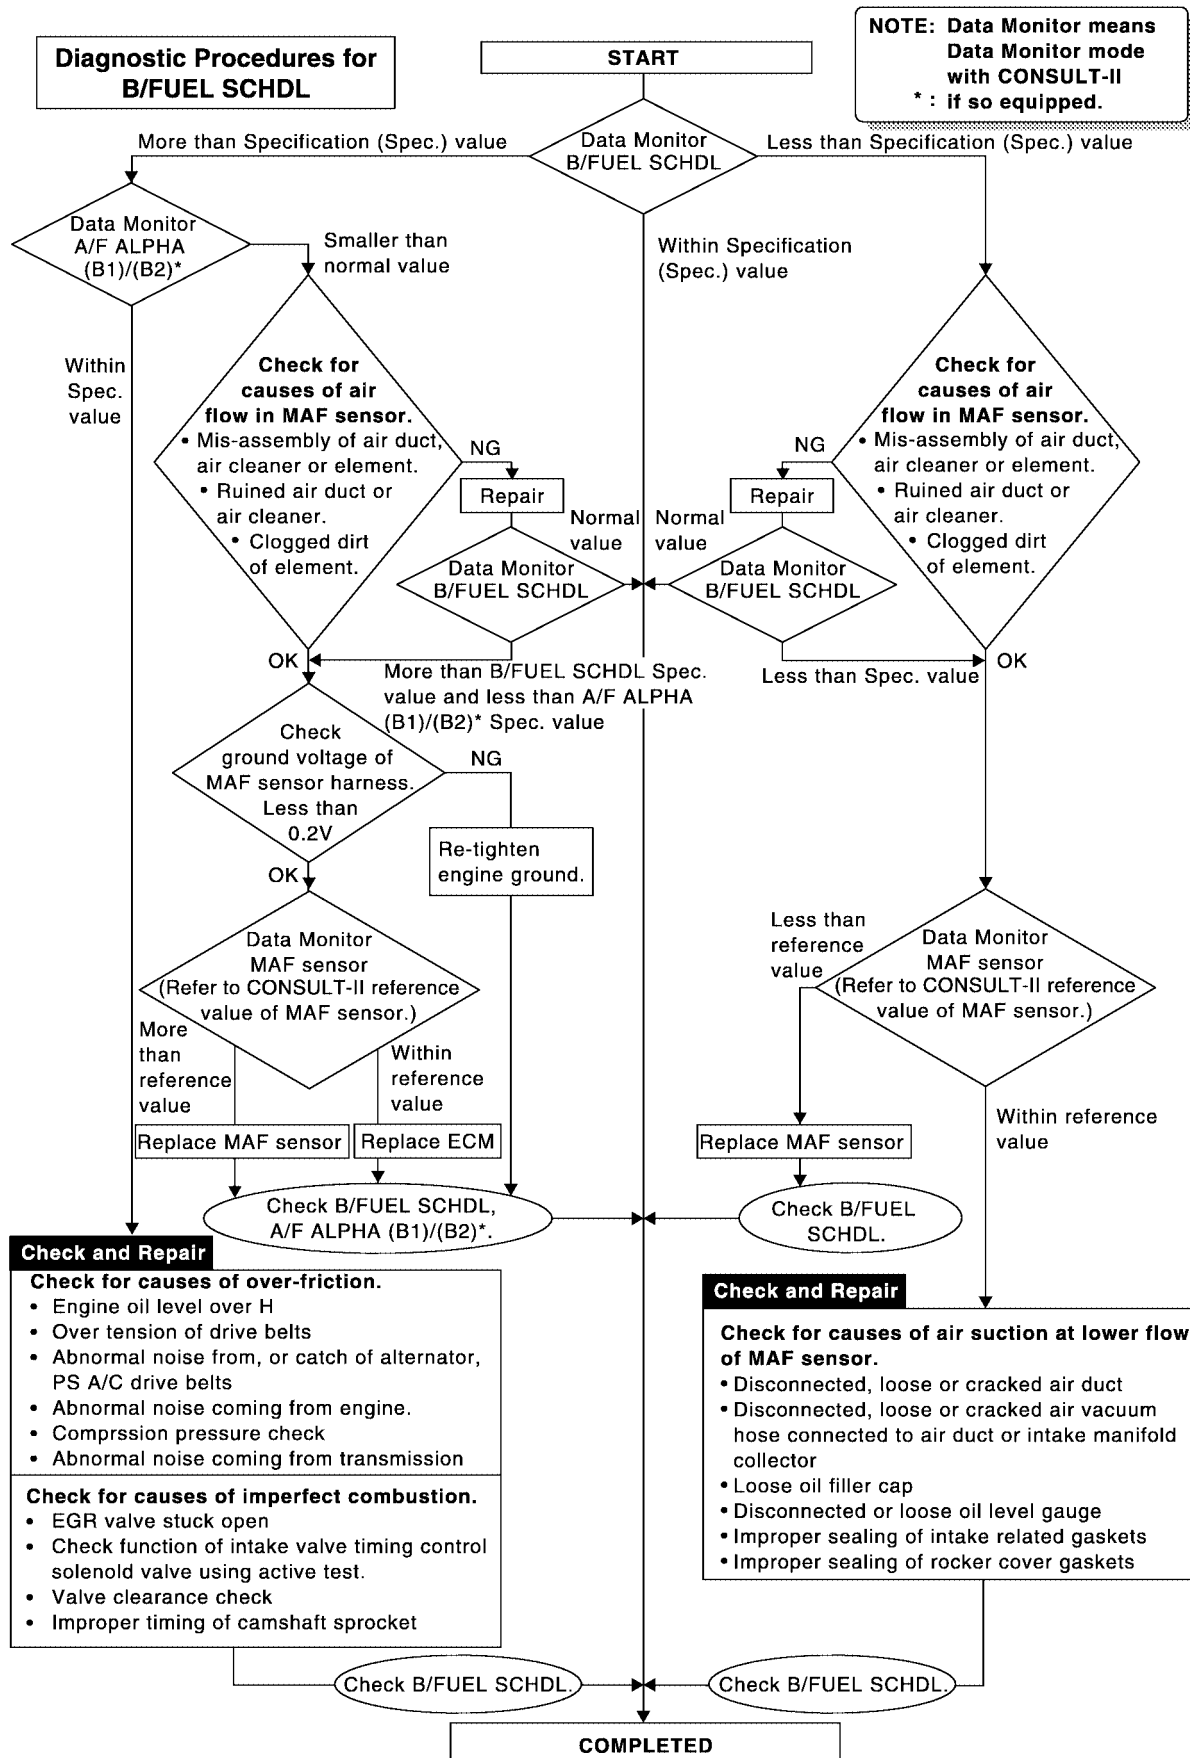 Diagnostic Procedures for
B/FUEL SCHDL
START
NOTE: Data Monitor means
Data Monitor mode
with CONSULT-II
* : if so equipped.
More than Specification (Spec.) value
Data Monitor
B/FUEL SCHDL
Less than Specification (Spec.) value
Data Monitor
A/F ALPHA
(B1)/(B2)*
Smaller than
normal value
Within Specification
(Spec.) value
Within
Spec.
value
Check for
causes of air
flow in MAF sensor.
• Mis-assembly of air duct,
air cleaner or element.
• Ruined air duct or
air cleaner.
• Clogged dirt
of element.
NG
Repair
Normal
value
Data Monitor
B/FUEL SCHDL
NG
Repair
Normal
value
Data Monitor
B/FUEL SCHDL
Check for
causes of air
flow in MAF sensor.
• Mis-assembly of air duct,
air cleaner or element.
• Ruined air duct or
air cleaner.
• Clogged dirt
of element.
OK
More than B/FUEL SCHDL Spec.
value and less than A/F ALPHA
(B1)/(B2)* Spec. value
Less than Spec. value
OK
Check
ground voltage of
MAF sensor harness.
Less than
0.2V
NG
Re-tighten
engine ground.
OK
Data Monitor
MAF sensor
(Refer to CONSULT-II reference
value of MAF sensor.)
Less than
reference
value
Data Monitor
MAF sensor
(Refer to CONSULT-II reference
value of MAF sensor.)
More
than
reference
value
Within
reference
value
Within reference
value
Replace MAF sensor
Replace ECM
Replace MAF sensor
Check B/FUEL SCHDL,
A/F ALPHA (B1)/(B2)*.
Check B/FUEL
SCHDL.
Check and Repair
Check for causes of over-friction.
• Engine oil level over H
• Over tension of drive belts
• Abnormal noise from, or catch of alternator,
PS A/C drive belts
• Abnormal noise coming from engine.
• Comprssion pressure check
• Abnormal noise coming from transmission
Check for causes of imperfect combustion.
• EGR valve stuck open
• Check function of intake valve timing control
solenold valve using active test.
• Valve clearance check
• Improper timing of camshaft sprocket
Check and Repair
Check for causes of air suction at lower flow
of MAF sensor.
• Disconnected, loose or cracked air duct
• Disconnected, loose or cracked air vacuum
hose connected to air duct or intake manifold
collector
• Loose oil filler cap
• Disconnected or loose oil level gauge
• Improper sealing of intake related gaskets
• Improper sealing of rocker cover gaskets
Check B/FUEL SCHDL.
Check B/FUEL SCHDL.
COMPLETED